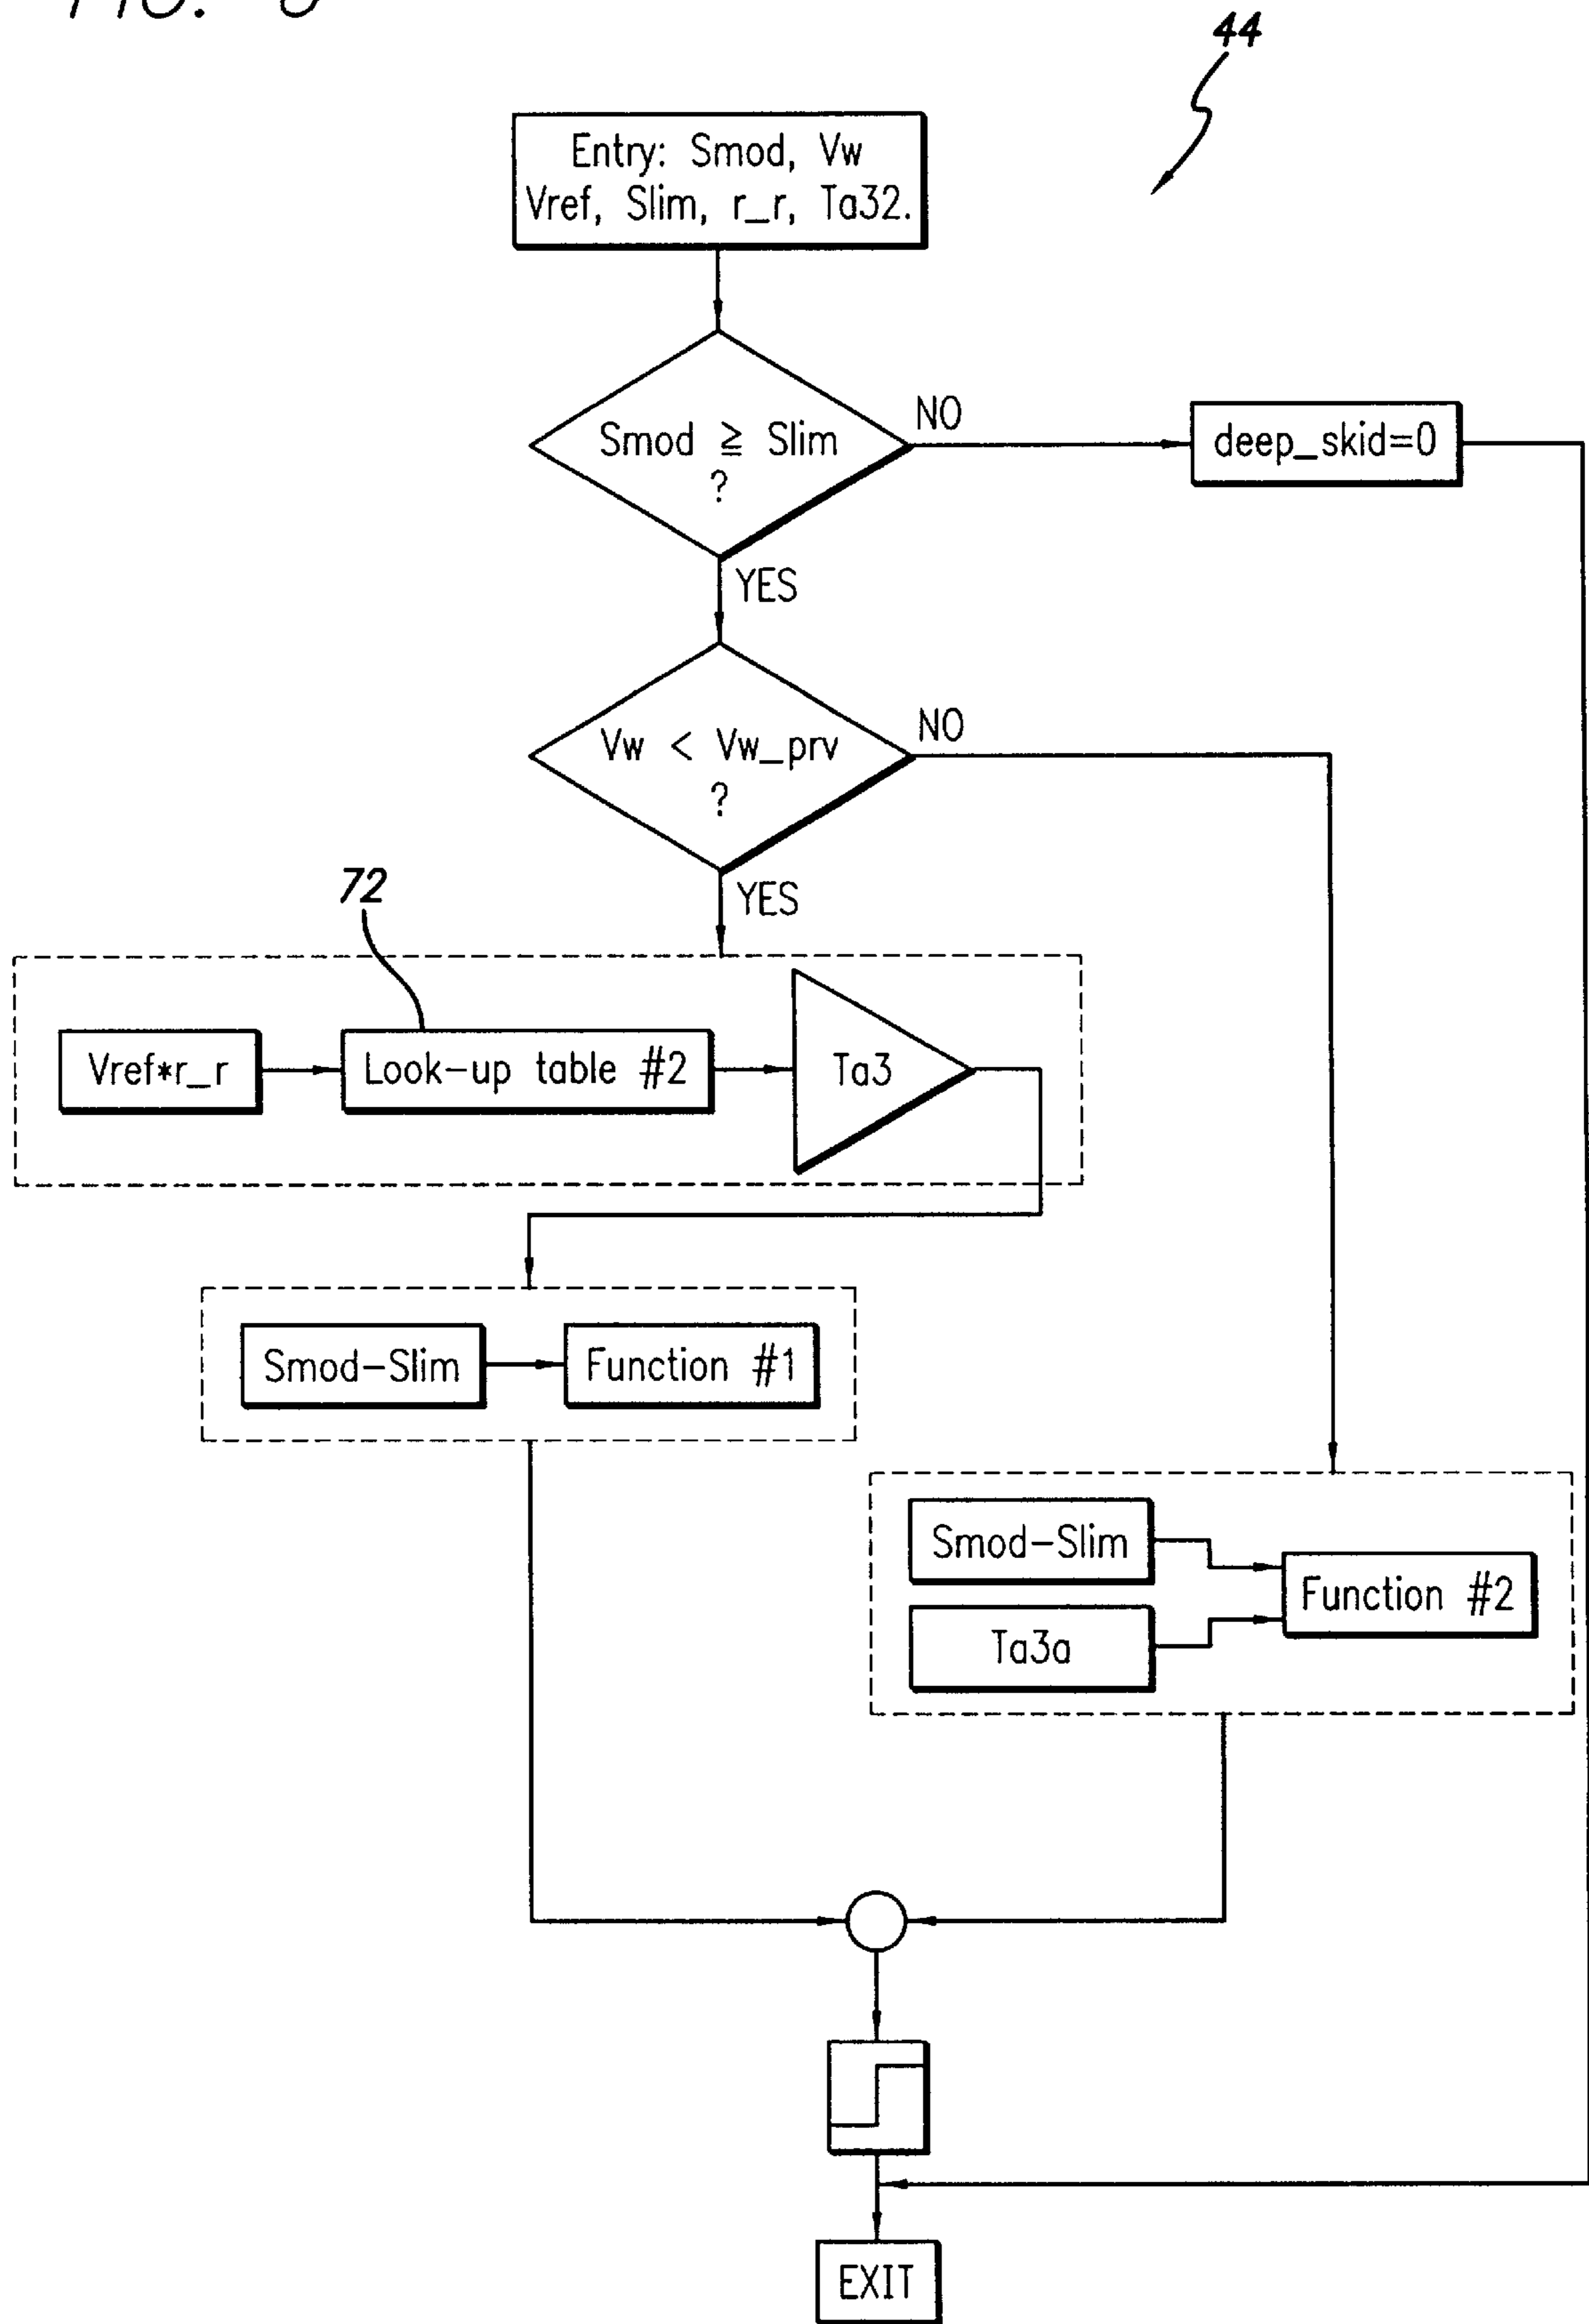 44
Entry: Smod, Vw
Vref, Slim, r_r, Ta32.
Smod ≧ Slim
?
NO
deep_skid=0
YES
Vw < Vw_prv
?
NO
YES
72
Vref*r_r
Look-up table #2
Ta3
Smod-Slim
Function #1
Smod-Slim
Ta3a
Function #2
EXIT